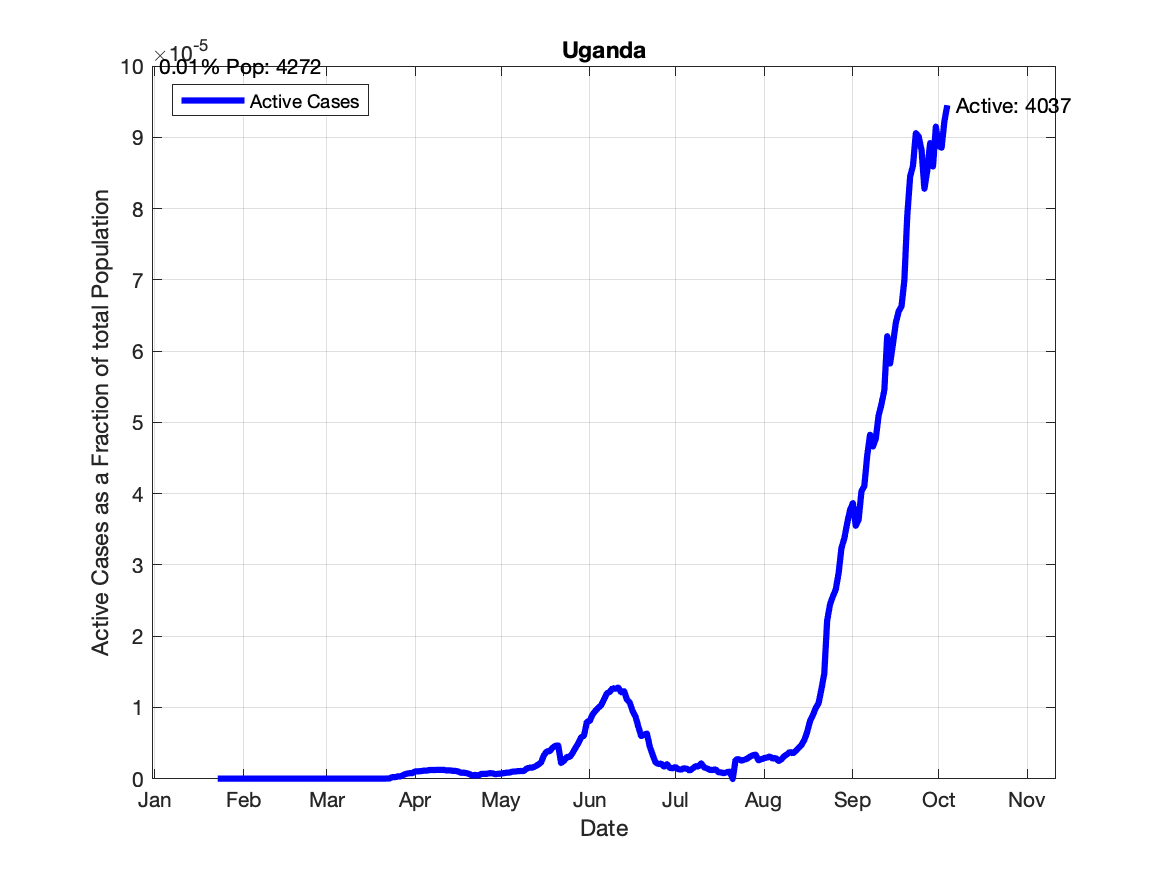 Uganda
×10-5
0.01% Pop: 4272
Active Cases
Active: 4037
10
9
8
7
6
5
4
3
2
1
0
Active Cases as a Fraction of total Population
Jan Feb Mar Apr May Jun Jul Aug Sep Oct Nov
Date